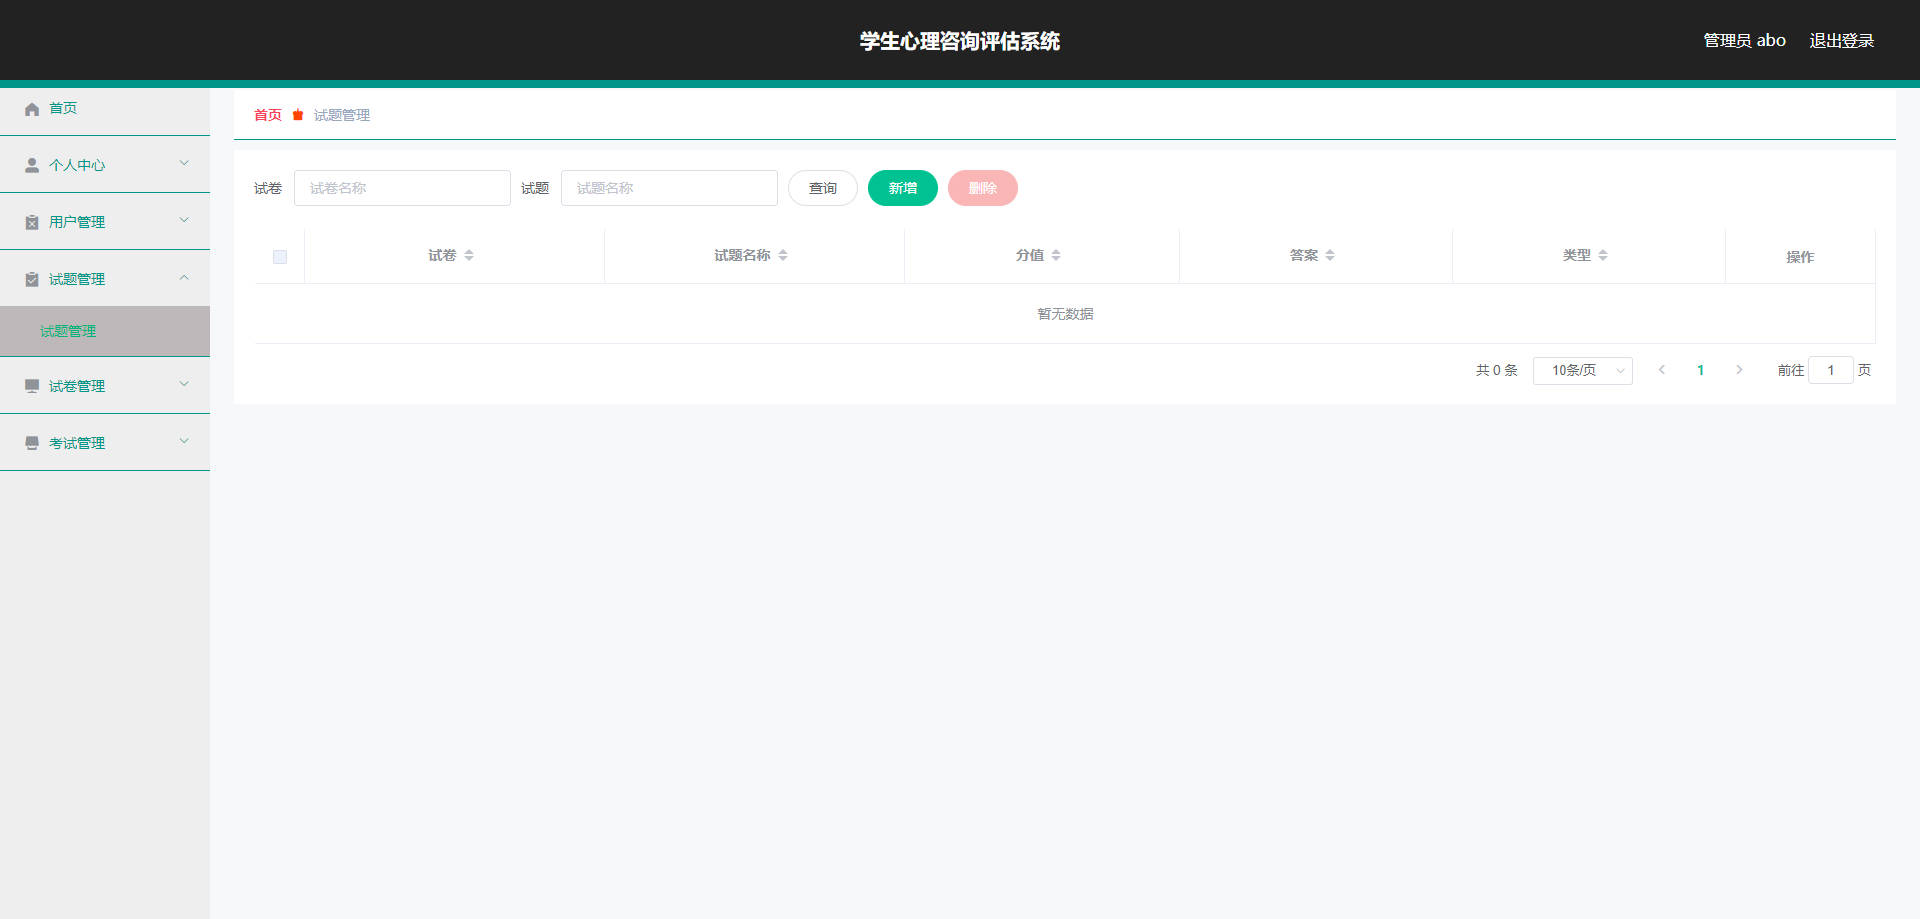 学生心理咨询评估系统
管理员 abo 退出登录
首页
个人中心
用户管理
试题管理
试题管理
试卷管理
考试管理
首页 试题管理
试卷 试卷名称 试题 试题名称 查询 新增 删除
试卷 试题名称 分值 答案 类型 操作
暂无数据
共 0 条 10条/页 1 前往 1 页